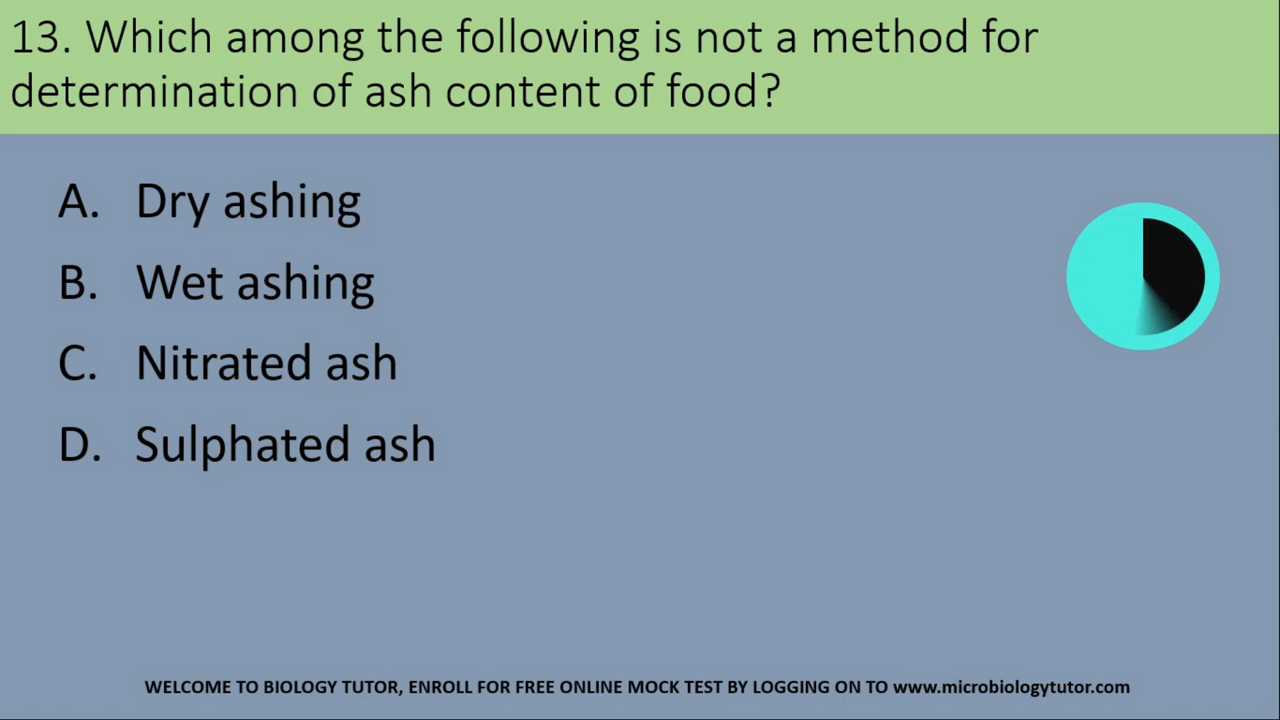 13. Which among the following is not a method for
determination of ash content of food?
A. Dry ashing
B. Wet ashing
C. Nitrated ash
D. Sulphated ash
WELCOME TO BIOLOGY TUTOR, ENROLL FOR FREE ONLINE MOCK TEST BY LOGGING ON TO www.microbiologytutor.com